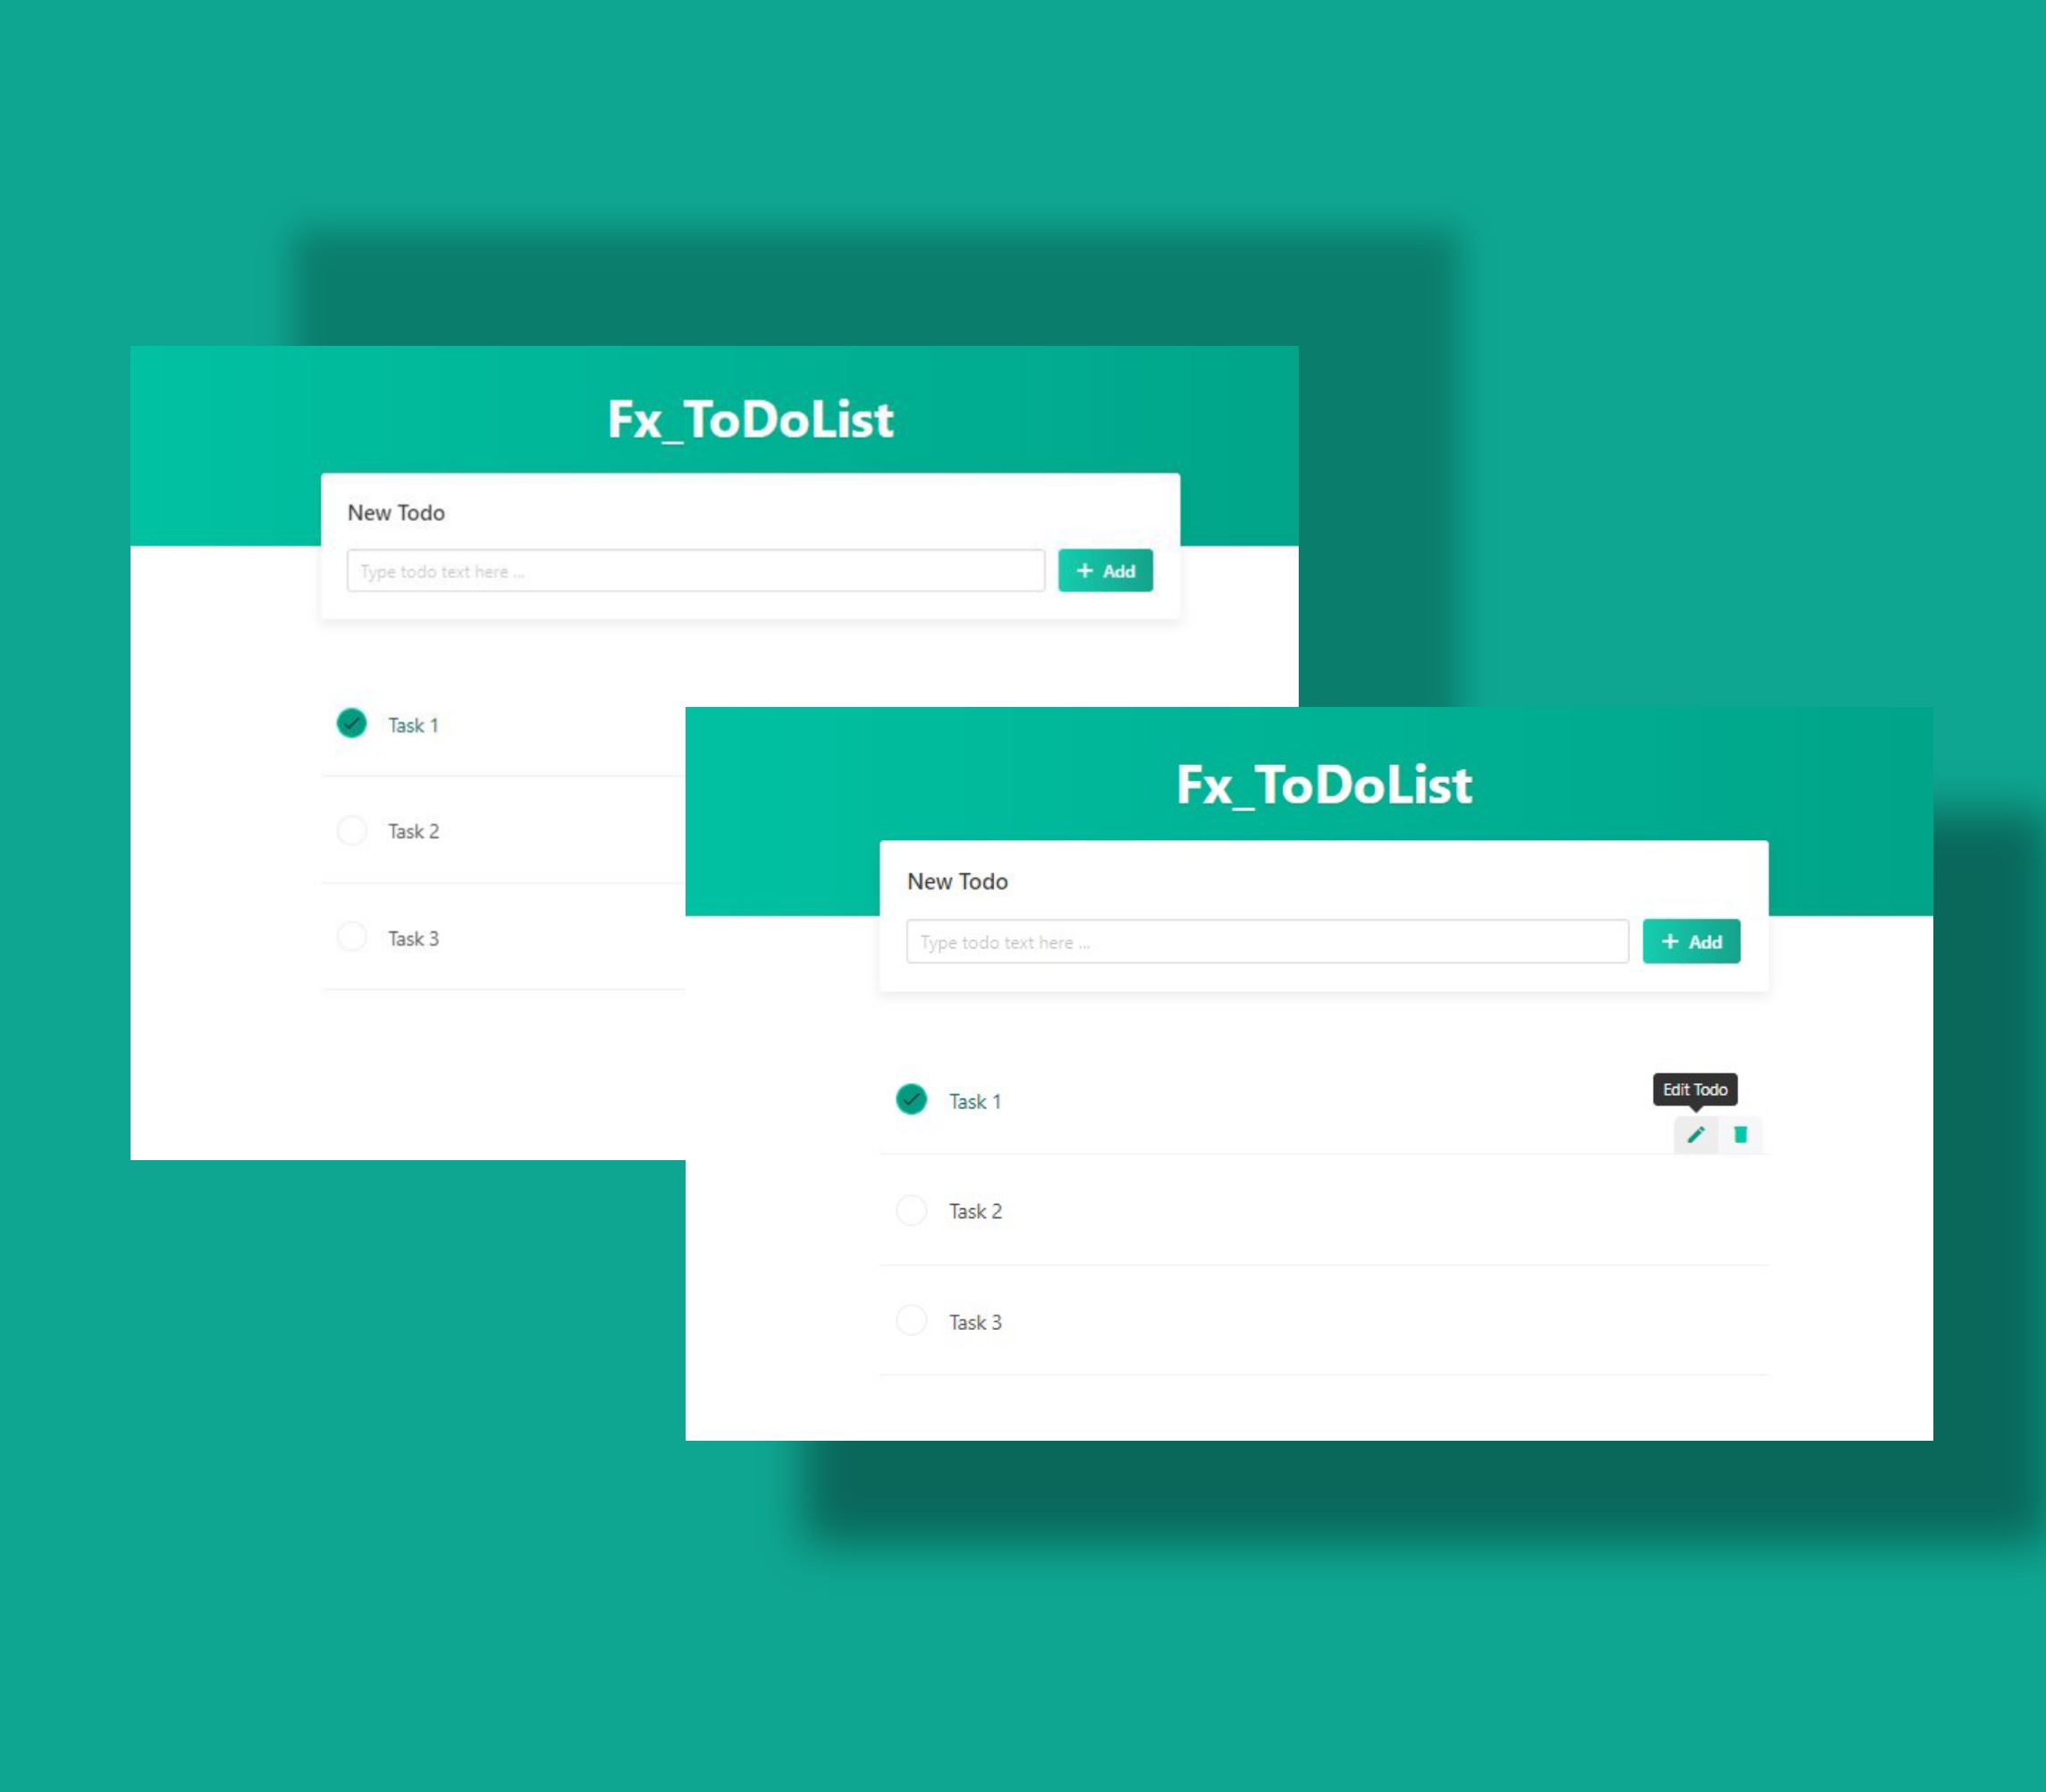 Fx_ToDoList
New Todo
Type todo text here ...
+ Add
Task 1
Task 2
Task 3
Fx_ToDoList
New Todo
Type todo text here ...
+ Add
Edit Todo
Task 1
Task 2
Task 3